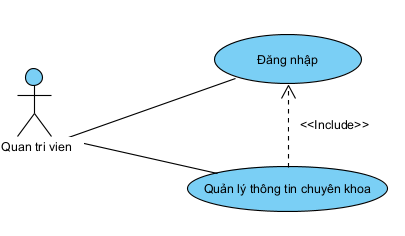 Đăng nhập
<<Include>>
Quan tri vien
Quản lý thông tin chuyên khoa